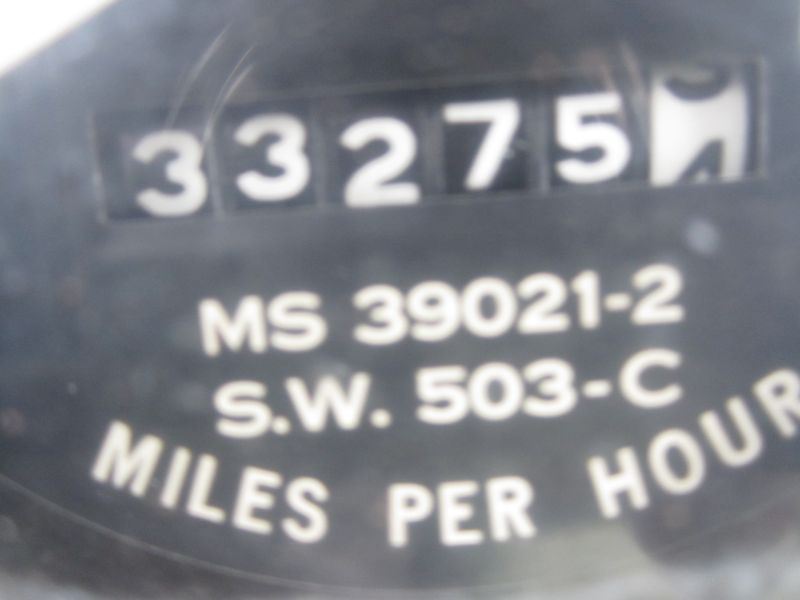 33275
MS 39021-2
S.W. 503-C
MILES PER HOUR